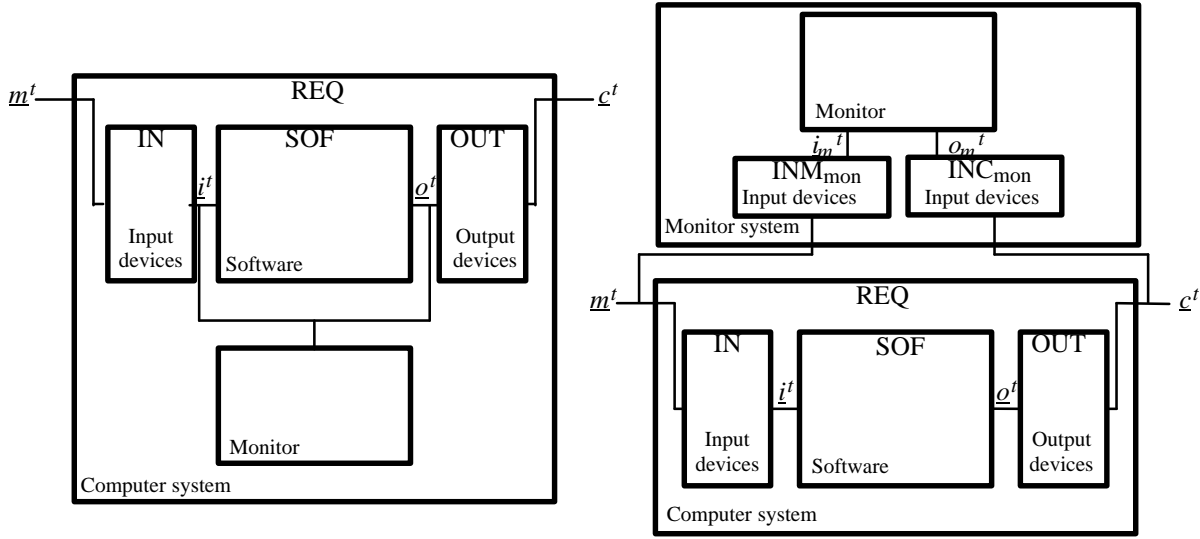 REQ
m^t
c^t
IN
SOF
OUT
i^t
o^t
Input
devices
Software
Output
devices
Monitor
Computer system
Monitor
i_m^t
o_m^t
INM_mon
Input devices
INC_mon
Input devices
Monitor system
REQ
m^t
c^t
IN
SOF
OUT
i^t
o^t
Input
devices
Software
Output
devices
Computer system